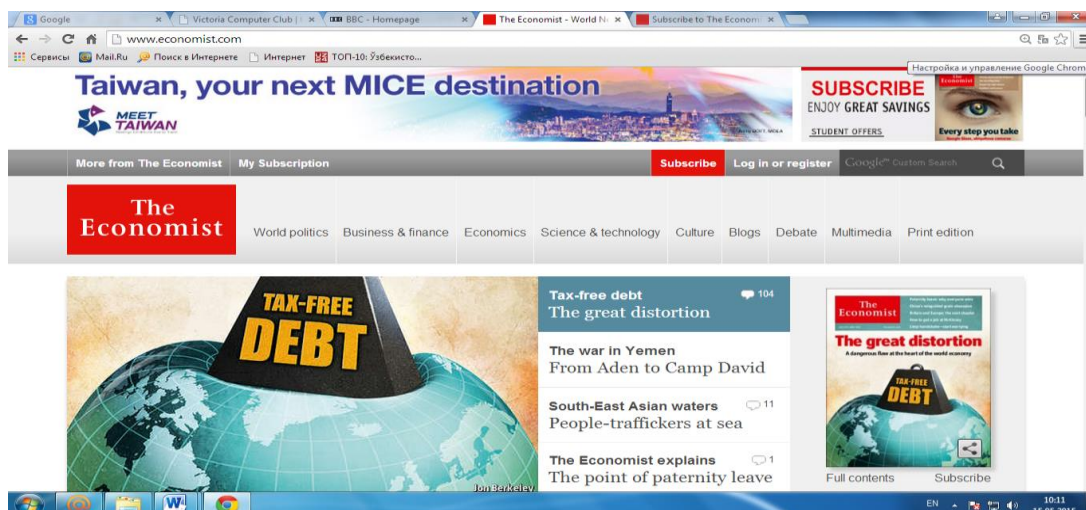 Google
Victoria Computer Club | I
BBC - Homepage
The Economist - World N
Subscribe to The Economi
www.economist.com
Сервисы Mail.Ru Поиск в Интернете Интернет ТОП-10: Ўзбекисто...
Настройка и управление Google Chrom
Taiwan, your next MICE destination
MEET
TAIWAN
SUBSCRIBE
ENJOY GREAT SAVINGS
STUDENT OFFERS
Economist
Every step you take
More from The Economist My Subscription Subscribe Log in or register Google™ Custom Search
The
Economist
World politics Business & finance Economics Science & technology Culture Blogs Debate Multimedia Print edition
TAX-FREE
DEBT
Jon Berkeley
Tax-free debt 104
The great distortion
The war in Yemen
From Aden to Camp David
South-East Asian waters 11
People-traffickers at sea
The Economist explains 1
The point of paternity leave
The
Economist
The great distortion
A dangerous flaw at the heart of the world economy
TAX-FREE
DEBT
Full contents Subscribe
EN 10:11
15.05.2015